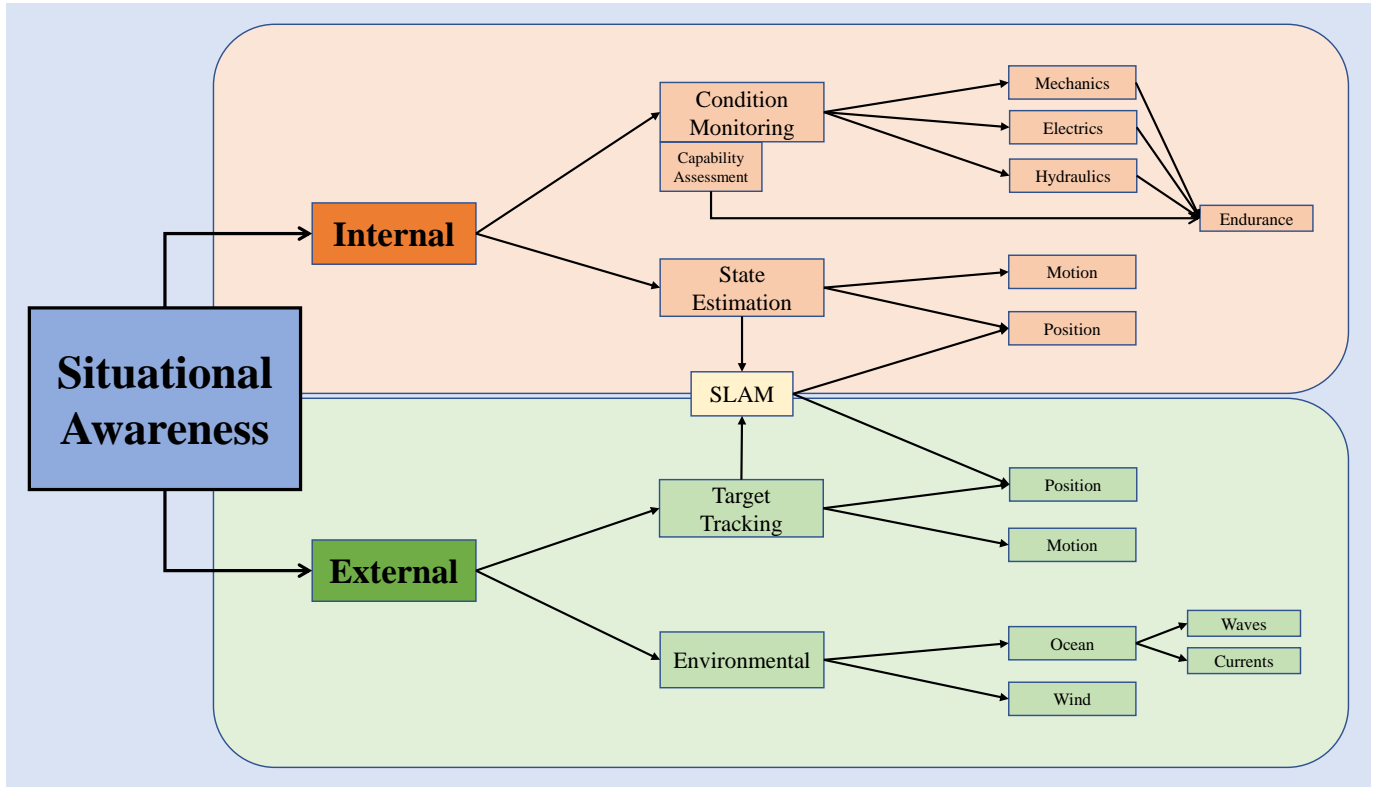 Situational
Awareness
Internal
Condition
Monitoring
Capability
Assessment
Mechanics
Electrics
Hydraulics
Endurance
State
Estimation
Motion
Position
SLAM
External
Target
Tracking
Position
Motion
Environmental
Ocean
Waves
Currents
Wind